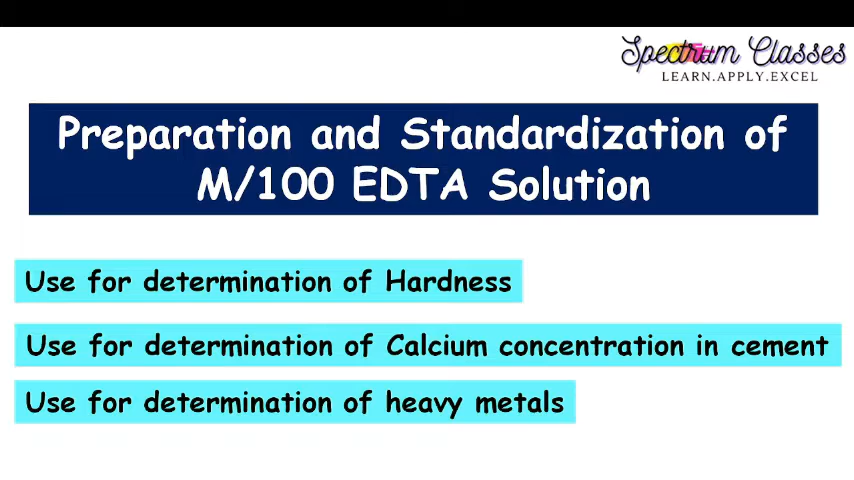 Spectrum Classes
LEARN.APPLY.EXCEL
Preparation and Standardization of
M/100 EDTA Solution
Use for determination of Hardness
Use for determination of Calcium concentration in cement
Use for determination of heavy metals